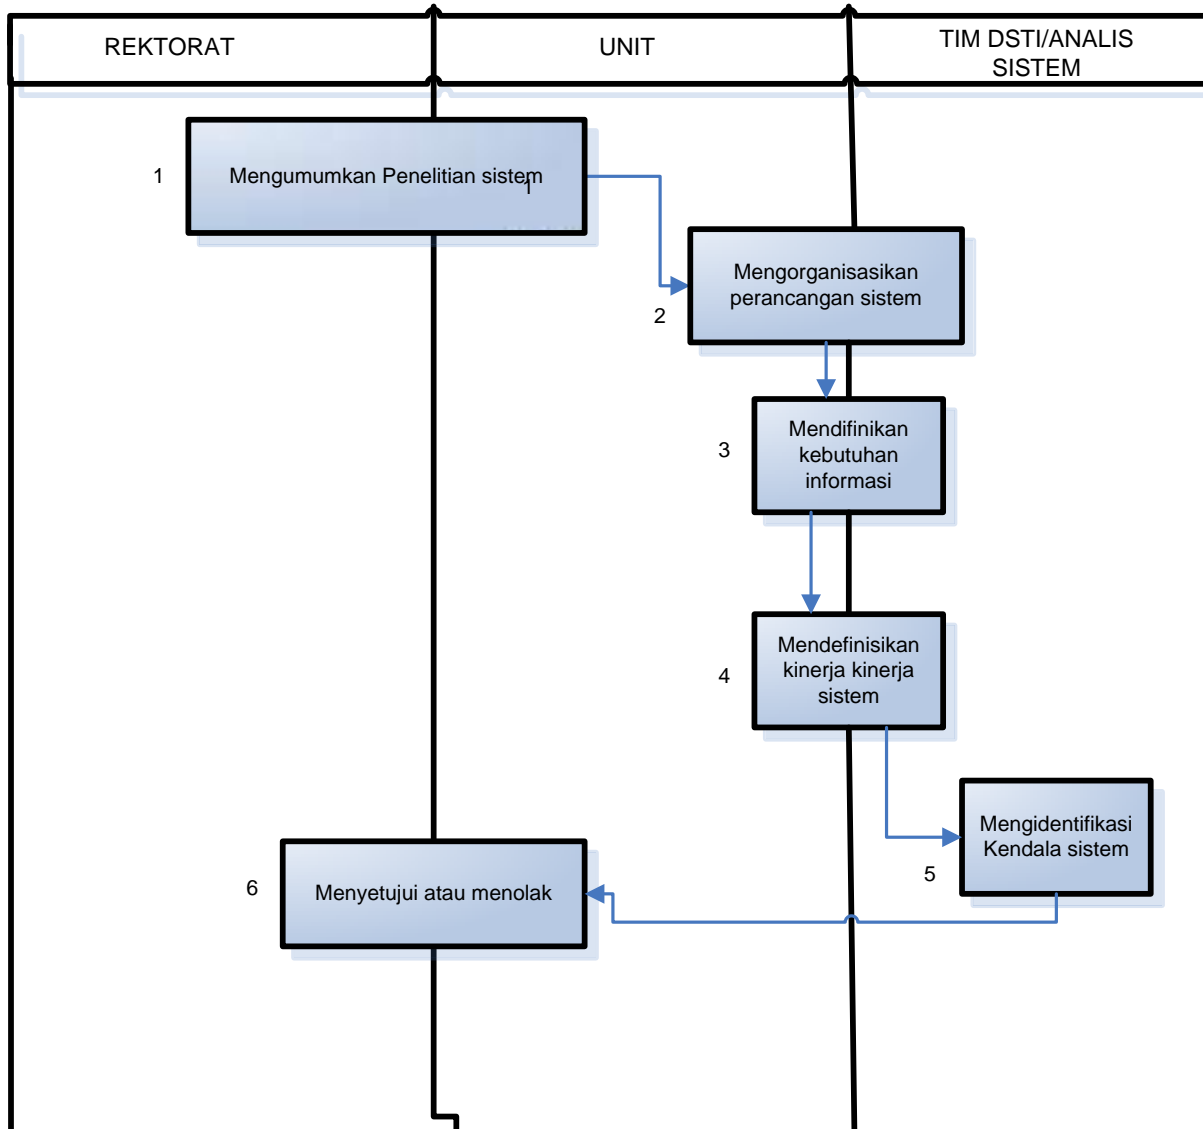 REKTORAT
UNIT
TIM DSTI/ANALIS
SISTEM
1
Mengumumkan Penelitian sistem
1
Mengorganisasikan
perancangan sistem
2
3
Mendifinikan
kebutuhan
informasi
4
Mendefinisikan
kinerja kinerja
sistem
Mengidentifikasi
Kendala sistem
5
6
Menyetujui atau menolak